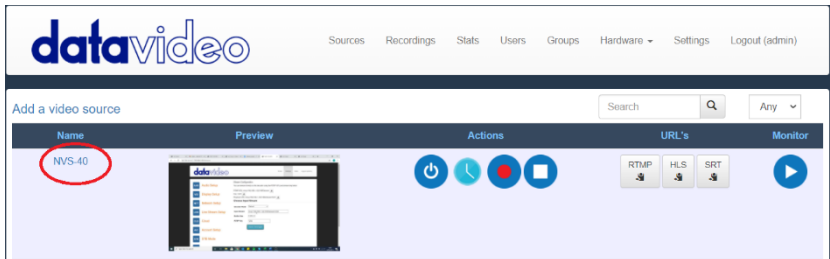 datavideo
Sources Recordings Stats Users Groups Hardware Settings Logout (admin)
Add a video source
Search
Any
Name Preview Actions URL's Monitor
NVS-40
datavideo
RTMP HLS SRT